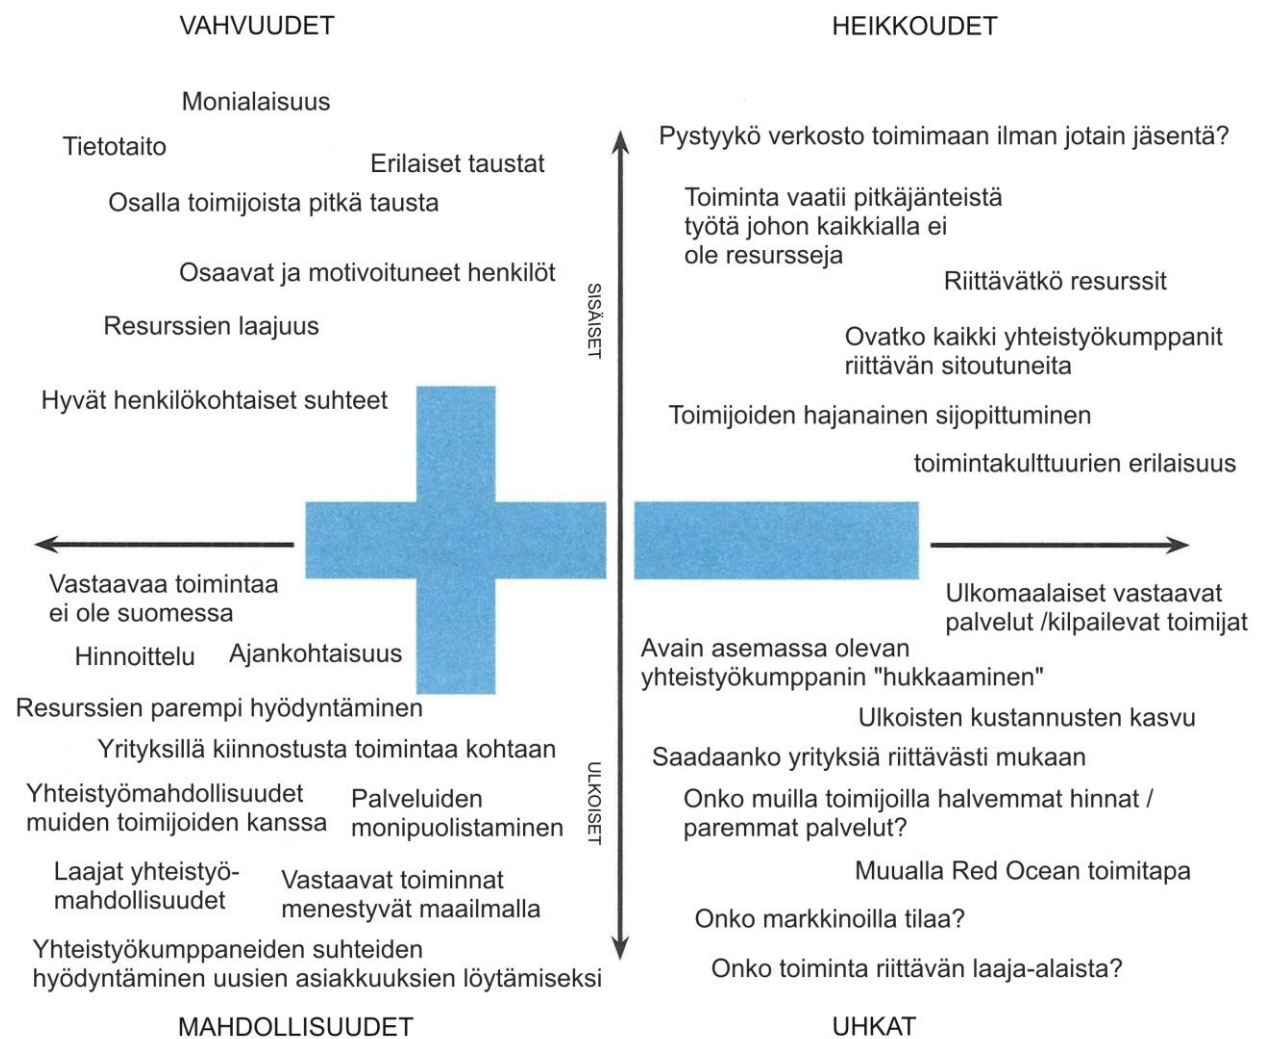 VAHVUUDET
Monialaisuus
Tietotaito
Erilaiset taustat
Osalla toimijoista pitkä tausta
Osaavat ja motivoituneet henkilöt
Resurssien laajuus
Hyvät henkilökohtaiset suhteet
HEIKKOUDET
Pystyykö verkosto toimimaan ilman jotain jäsentä?
Toiminta vaatii pitkäjänteistä
työtä johon kaikkialla ei
ole resursseja
Riittävätkö resurssit
Ovatko kaikki yhteistyökumppanit
riittävän sitoutuneita
Toimijoiden hajanainen sijopittuminen
toimintakulttuurien erilaisuus
SISÄISET
ULKOISET
Vastaavaa toimintaa
ei ole suomessa
Hinnoittelu
Ajankohtaisuus
Resurssien parempi hyödyntäminen
Yrityksillä kiinnostusta toimintaa kohtaan
Yhteistyömahdollisuudet
muiden toimijoiden kanssa
Palveluiden
monipuolistaminen
Laajat yhteistyö-
mahdollisuudet
Vastaavat toiminnat
menestyvät maailmalla
Yhteistyökumppaneiden suhteiden
hyödyntäminen uusien asiakkuuksien löytämiseksi
MAHDOLLISUUDET
Ulkomaalaiset vastaavat
palvelut /kilpailevat toimijat
Avain asemassa olevan
yhteistyökumppanin "hukkaaminen"
Ulkoisten kustannusten kasvu
Saadaanko yrityksiä riittävästi mukaan
Onko muilla toimijoilla halvemmat hinnat /
paremmat palvelut?
Muualla Red Ocean toimitapa
Onko markkinoilla tilaa?
Onko toiminta riittävän laaja-alaista?
UHKAT